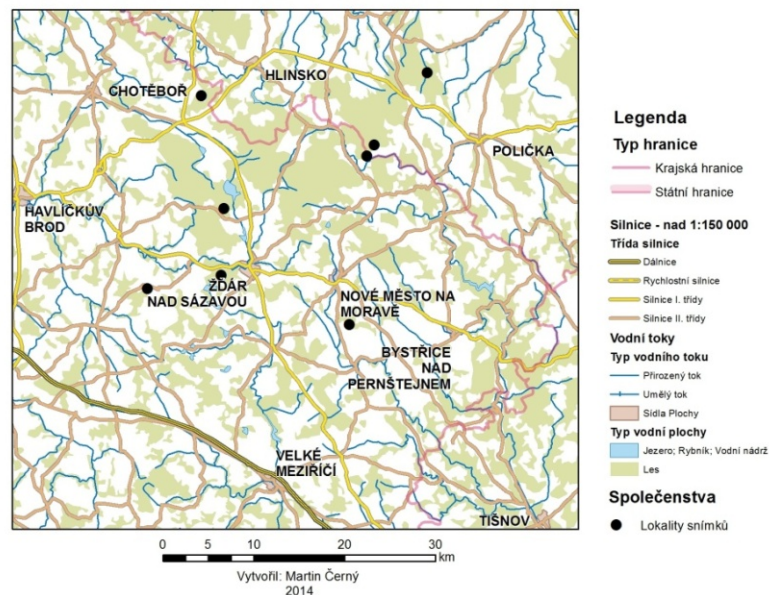 HLINSKO
CHOTĚBOŘ
POLIČKA
HAVLÍČKŮV
BROD
ŽĎÁR
NAD SÁZAVOU
NOVÉ MĚSTO NA
MORAVĚ
BYSTŘICE
NAD
PERNŠTEJNEM
VELKÉ
MEZIŘÍČÍ
TIŠNOV
Legenda
Typ hranice
Krajská hranice
Státní hranice
Silnice - nad 1:150 000
Třída silnice
Dálnice
Rychlostní silnice
Silnice I. třídy
Silnice II. třídy
Vodní toky
Typ vodního toku
Přirozený tok
Umělý tok
Sídla Plochy
Typ vodní plochy
Jezero; Rybník; Vodní nádrž
Les
Společenstva
Lokality snímků
0 5 10 20 30
km
Vytvořil: Martin Černý
2014